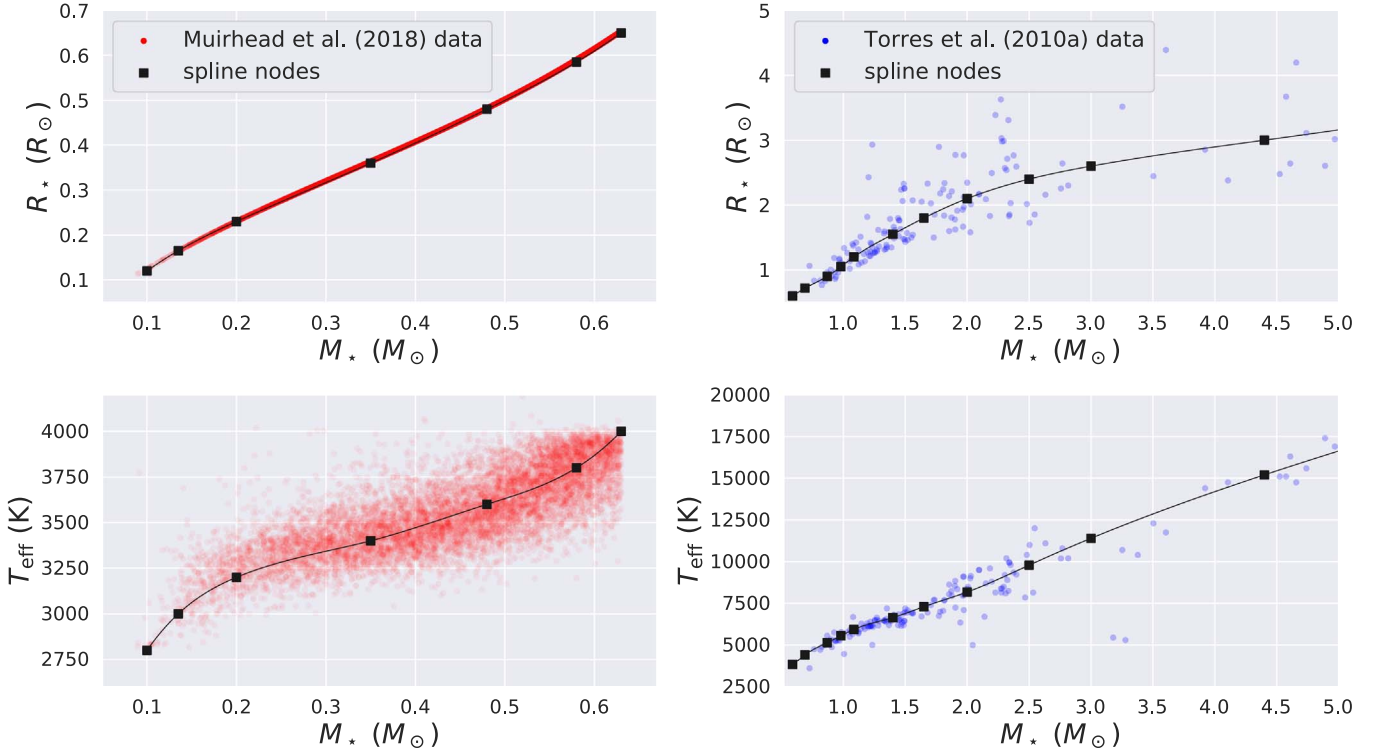 0.7
0.6
0.5
0.4
0.3
0.2
0.1
R⋆ (R⊙)
Muirhead et al. (2018) data
spline nodes
0.1 0.2 0.3 0.4 0.5 0.6
M⋆ (M⊙)
5
4
3
2
1
R⋆ (R⊙)
Torres et al. (2010a) data
spline nodes
1.0 1.5 2.0 2.5 3.0 3.5 4.0 4.5 5.0
M⋆ (M⊙)
4000
3750
3500
3250
3000
2750
Teff (K)
0.1 0.2 0.3 0.4 0.5 0.6
M⋆ (M⊙)
20000
17500
15000
12500
10000
7500
5000
2500
Teff (K)
1.0 1.5 2.0 2.5 3.0 3.5 4.0 4.5 5.0
M⋆ (M⊙)